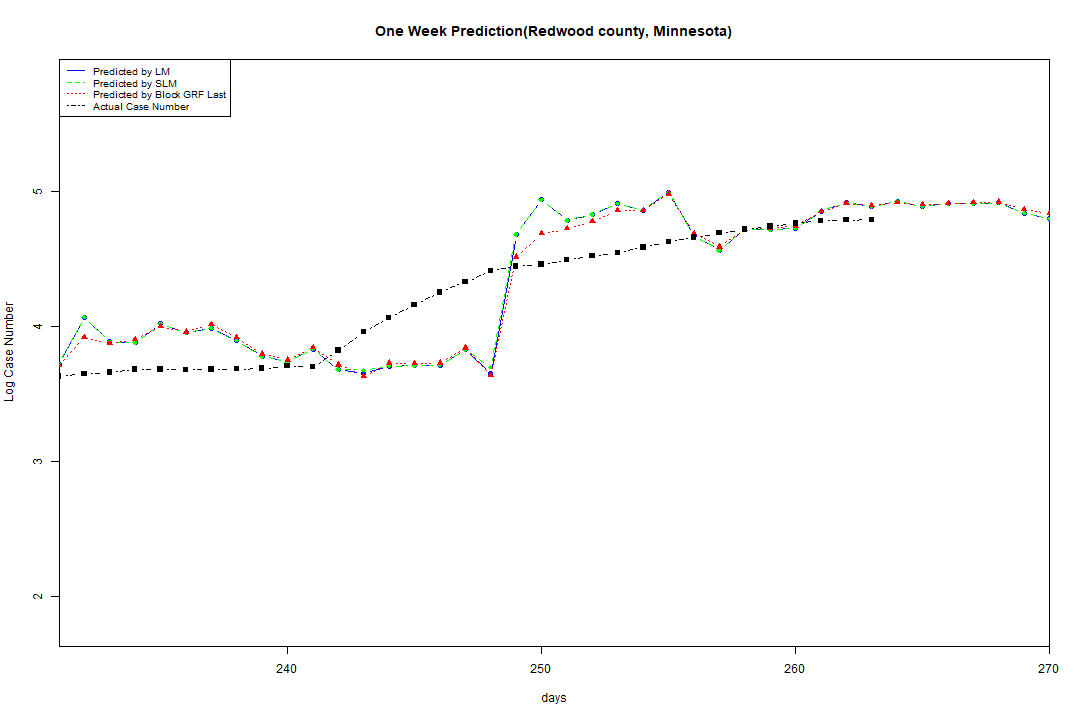 One Week Prediction(Redwood county, Minnesota)
Predicted by LM
Predicted by SLM
Predicted by Block GRF Last
Actual Case Number
5
4
3
2
Log Case Number
240 250 260 270
days